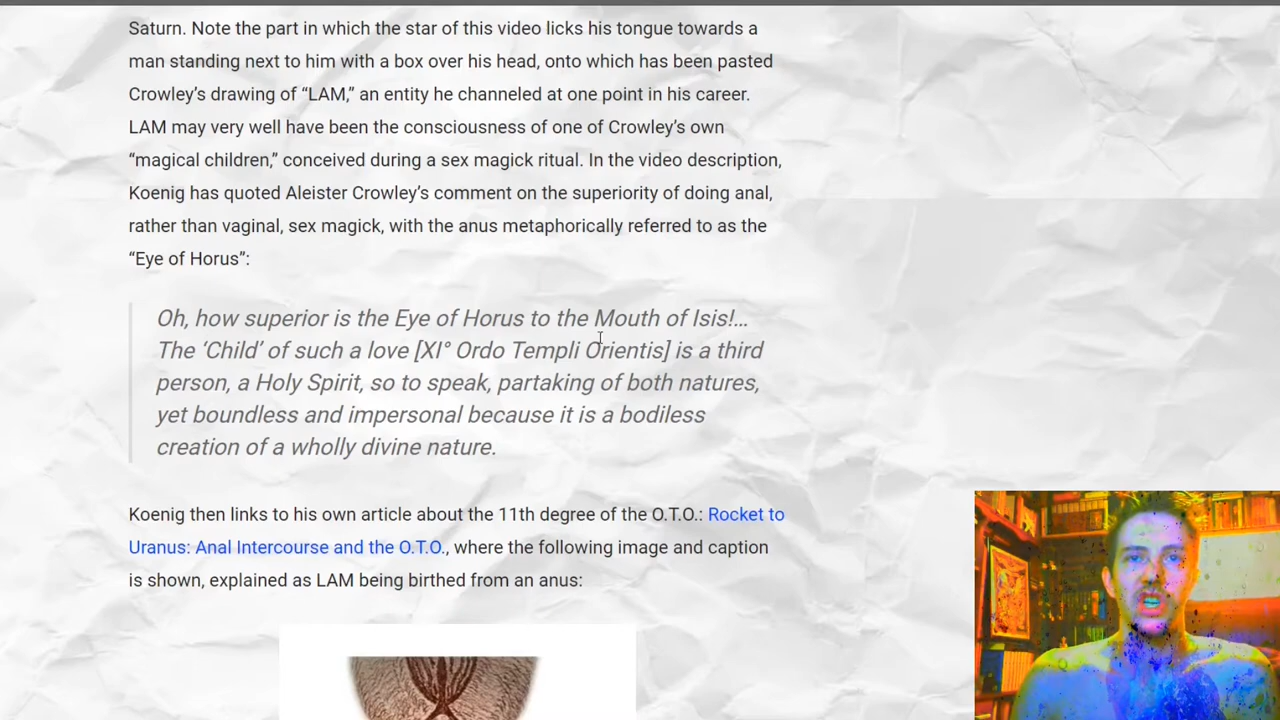 Saturn. Note the part in which the star of this video licks his tongue towards a
man standing next to him with a box over his head, onto which has been pasted
Crowley’s drawing of “LAM,” an entity he channeled at one point in his career.
LAM may very well have been the consciousness of one of Crowley’s own
“magical children,” conceived during a sex magick ritual. In the video description,
Koenig has quoted Aleister Crowley’s comment on the superiority of doing anal,
rather than vaginal, sex magick, with the anus metaphorically referred to as the
“Eye of Horus”:
Oh, how superior is the Eye of Horus to the Mouth of Isis!…
The ‘Child’ of such a love [XI° Ordo Templi Orientis] is a third
person, a Holy Spirit, so to speak, partaking of both natures,
yet boundless and impersonal because it is a bodiless
creation of a wholly divine nature.
Koenig then links to his own article about the 11th degree of the O.T.O.: Rocket to
Uranus: Anal Intercourse and the O.T.O., where the following image and caption
is shown, explained as LAM being birthed from an anus: